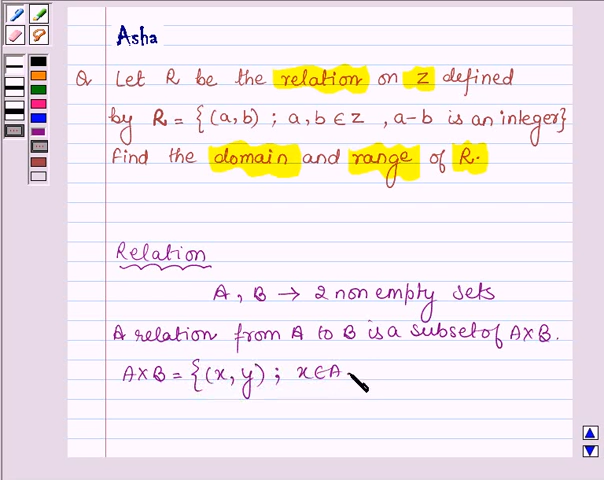 Asha
Q Let R be the relation on Z defined
by R = {(a, b) ; a, b ∈ Z , a-b is an integer}
Find the domain and range of R.
Relation
A, B → 2 non empty sets
A relation from A to B is a subset of A×B.
A×B = {(x, y) ; x∈A